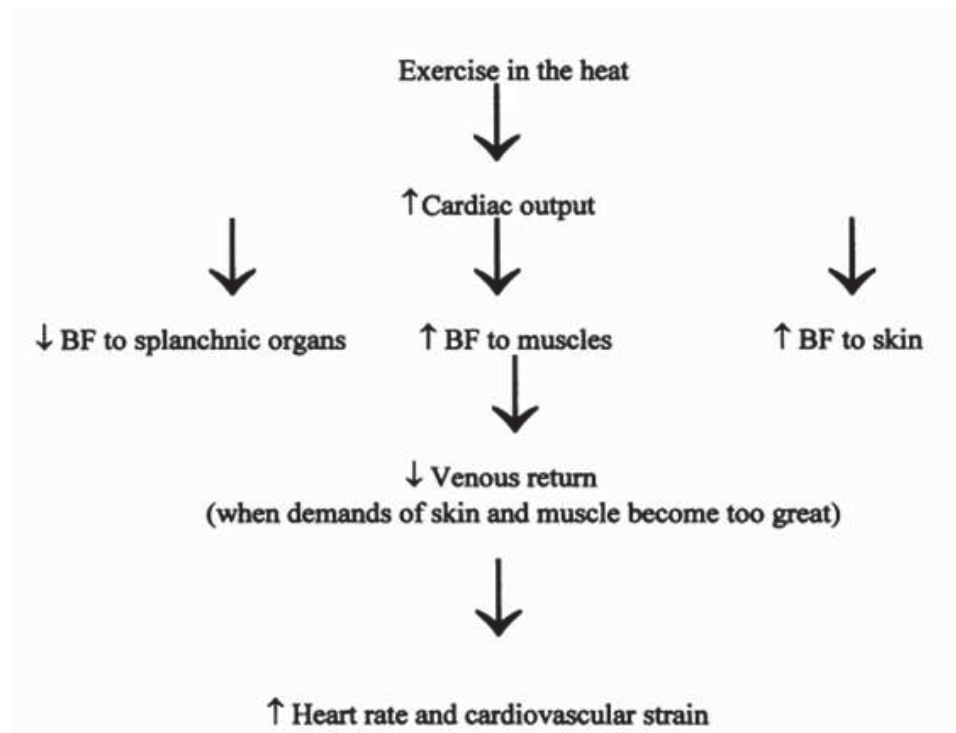 Exercise in the heat
↑Cardiac output
↓ BF to splanchnic organs ↑ BF to muscles ↑ BF to skin
↓ Venous return
(when demands of skin and muscle become too great)
↑ Heart rate and cardiovascular strain